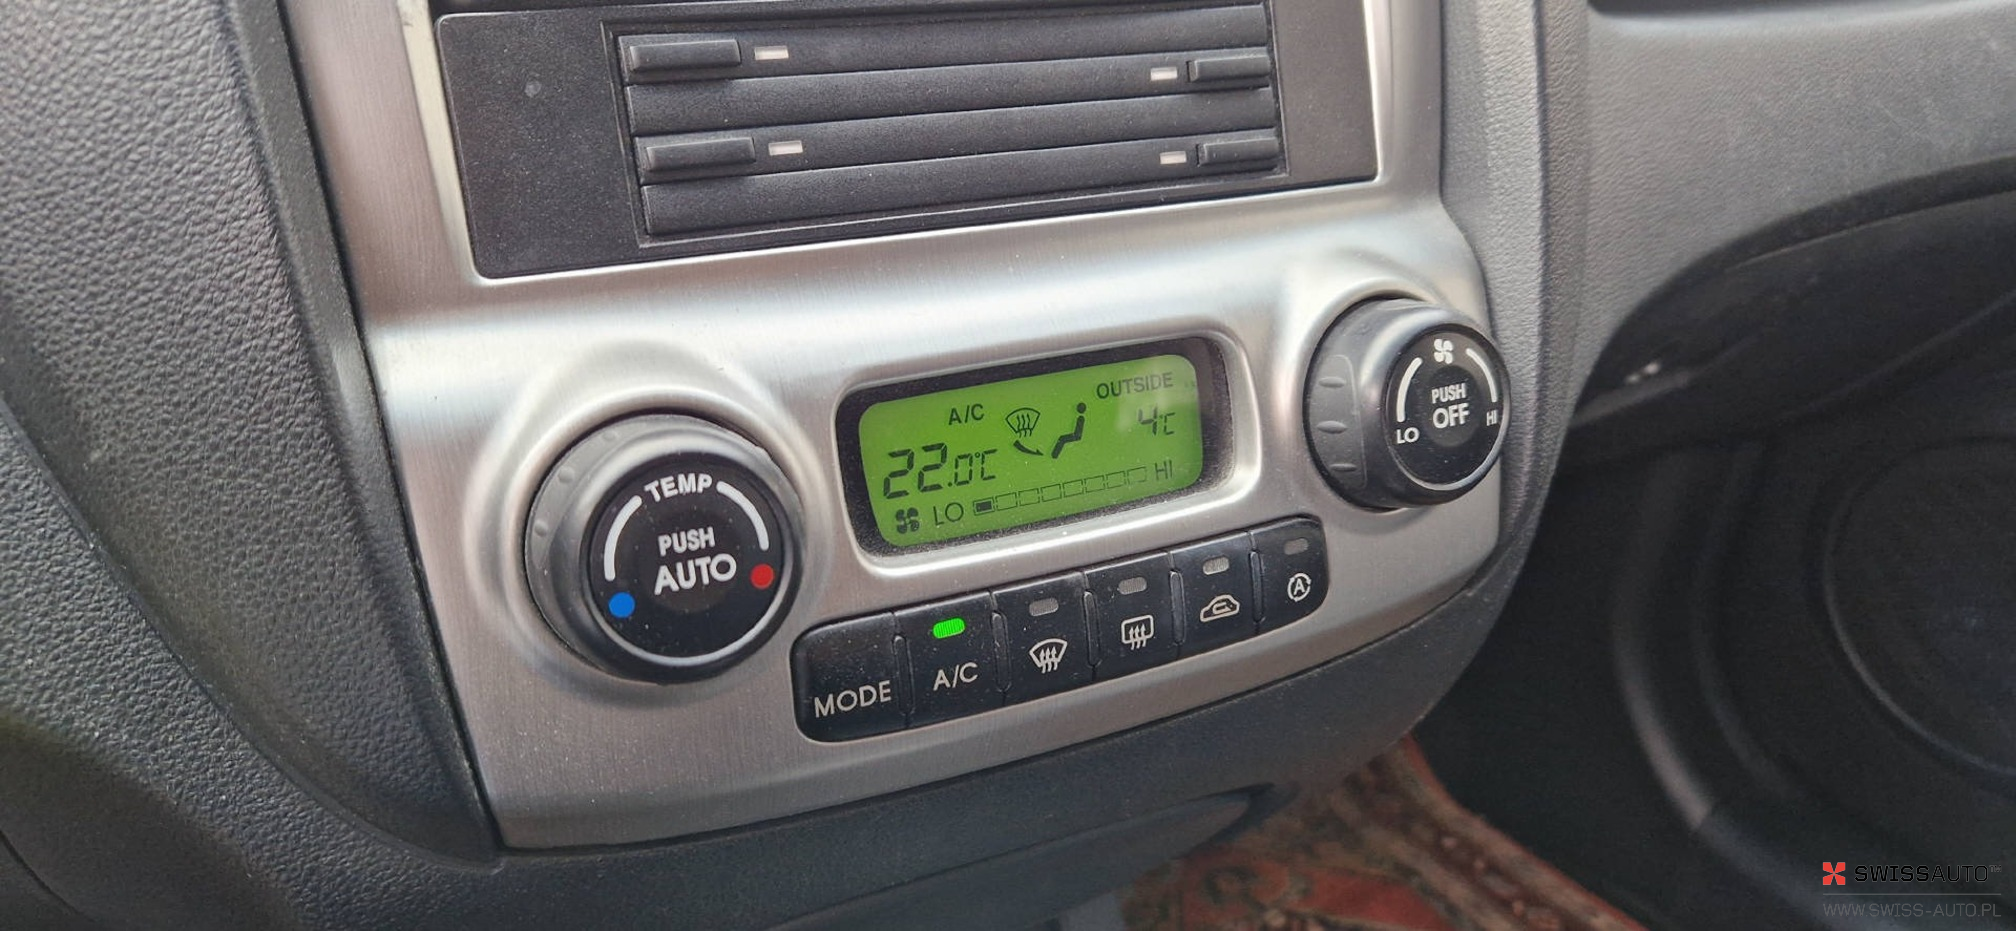 A/C
OUTSIDE
22.0°C
4°C
LO
HI
TEMP
PUSH
AUTO
PUSH
OFF
LO
HI
MODE
A/C
A
SWISSAUTO
WWW.SWISS-AUTO.PL